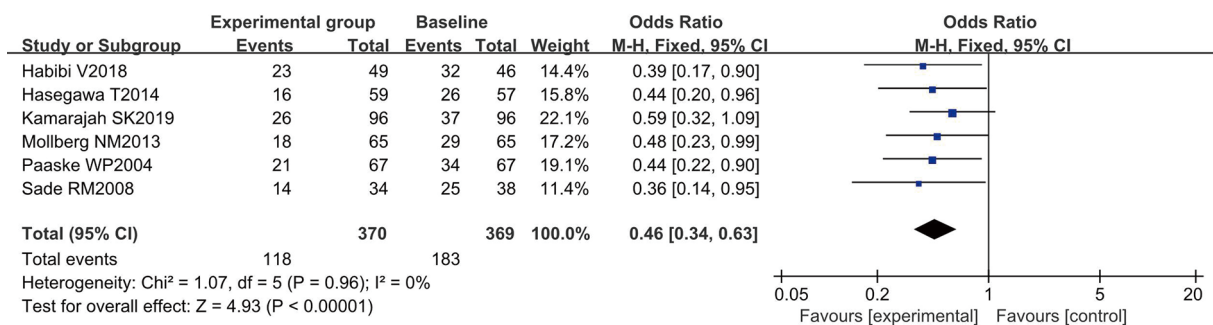 Experimental group Baseline Odds Ratio Odds Ratio
Study or Subgroup Events Total Events Total Weight M-H, Fixed, 95% CI M-H, Fixed, 95% CI
Habibi V2018 23 49 32 46 14.4% 0.39 [0.17, 0.90]
Hasegawa T2014 16 59 26 57 15.8% 0.44 [0.20, 0.96]
Kamarajah SK2019 26 96 37 96 22.1% 0.59 [0.32, 1.09]
Mollberg NM2013 18 65 29 65 17.2% 0.48 [0.23, 0.99]
Paaske WP2004 21 67 34 67 19.1% 0.44 [0.22, 0.90]
Sade RM2008 14 34 25 38 11.4% 0.36 [0.14, 0.95]
Total (95% CI) 370 369 100.0% 0.46 [0.34, 0.63]
Total events 118 183
Heterogeneity: Chi² = 1.07, df = 5 (P = 0.96); I² = 0%
Test for overall effect: Z = 4.93 (P < 0.00001)
0.05 0.2 1 5 20
Favours [experimental] Favours [control]